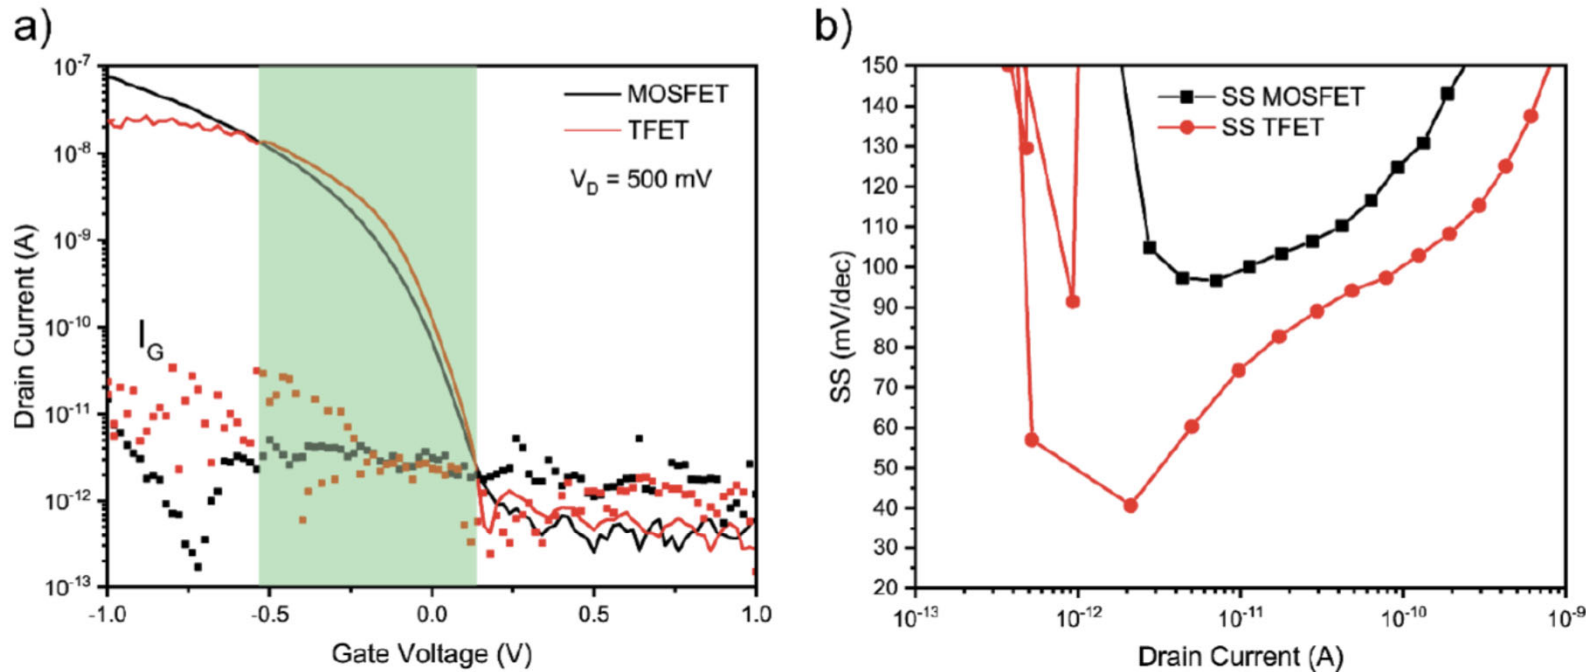 a)
10⁻⁷
10⁻⁸
10⁻⁹
10⁻¹⁰
10⁻¹¹
10⁻¹²
10⁻¹³
Drain Current (A)
MOSFET
TFET
V_D = 500 mV
I_G
-1.0 -0.5 0.0 0.5 1.0
Gate Voltage (V)
b)
150
140
130
120
110
100
90
80
70
60
50
40
30
20
SS (mV/dec)
SS MOSFET
SS TFET
10⁻¹³ 10⁻¹² 10⁻¹¹ 10⁻¹⁰ 10⁻⁹
Drain Current (A)